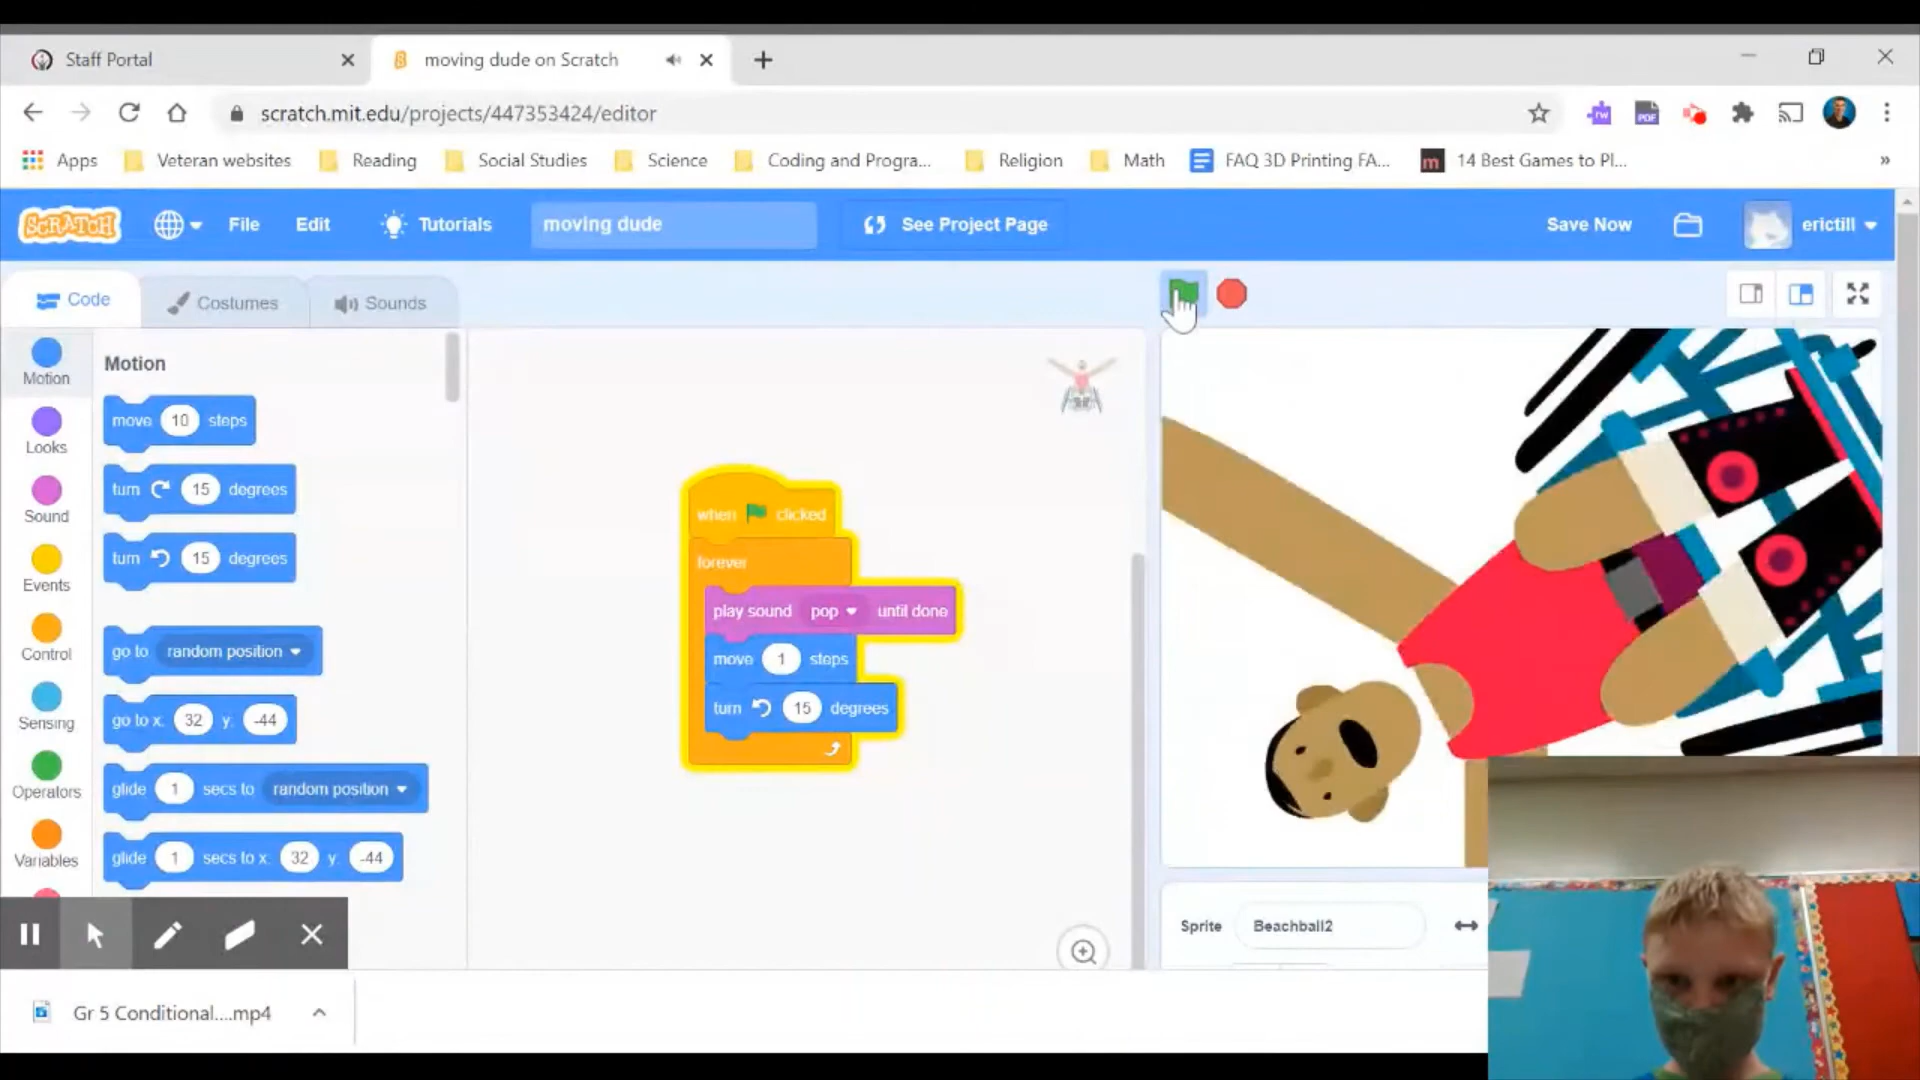 Staff Portal
moving dude on Scratch
scratch.mit.edu/projects/447353424/editor
rw
PDF
Apps
Veteran websites
Reading
Social Studies
Science
Coding and Progra...
Religion
Math
FAQ 3D Printing FA...
m
14 Best Games to Pl...
»
SCRATCH
File
Edit
Tutorials
moving dude
See Project Page
Save Now
erictill
Code
Costumes
Sounds
Motion
Looks
Sound
Events
Control
Sensing
Operators
Variables
Motion
move 10 steps
turn 15 degrees
turn 15 degrees
go to random position
go to x: 32 y: -44
glide 1 secs to random position
glide 1 secs to x: 32 y: -44
when clicked
forever
play sound pop until done
move 1 steps
turn 15 degrees
Sprite
Beachball2
Gr 5 Conditional....mp4